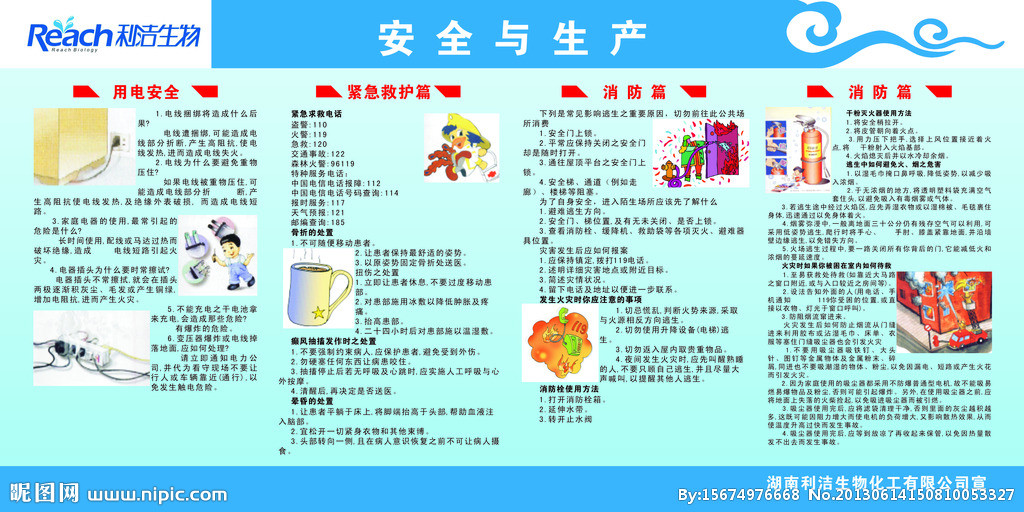 Reach 利洁生物
Reach Biology
安全与生产
用电安全
1.电线捆绑将造成什么后
果?
电线遭捆绑,可能造成电
线部分折断,产生高阻抗,使电
线发热,进而造成电线失火。
2.电线为什么要避免重物
压住?
如果电线被重物压住,可
能造成电线部分折 断,产
生高阻抗使电线发热,及绝缘外表破损,而造成电线短
路。
3.家庭电器的使用,最常引起的
危险是什么?
长时间使用,配线或马达过热而
破坏绝缘,造成 电线短路引起火
灾。
4.电器插头为什么要时常擦试?
电器插头不常擦拭,就会在插头
两极逐渐积灰尘、毛发或产生铜绿,
增加电阻抗,进而产生火灾。
5.不能充电之干电池拿
来充电,会造成那些危险?
有爆炸的危险。
6.变压器爆炸或电线掉
落地面,应如何处理?
请立即通知电力公
司,并代为看守现场不要让
行人或车辆靠近(通行),以
免发生触电危险。
紧急救护篇
紧急求救电话
盗警:110
火警:119
急救:120
交通事故:122
森林火警:96119
特种服务电话:
中国电信电话报障:112
中国电信电话号码查询:114
报时服务:117
天气预报:121
邮编查询:185
骨折的处置
1.不可随便移动患者。
2.让患者保持最舒适的姿势。
3.以原姿势固定骨折处送医。
扭伤之处置
1.立即让患者休息,不要过度移动患
部。
2.对患部施用冰敷以降低肿胀及疼
痛。
3.抬高患部。
4.二十四小时后对患部施以温湿敷。
癫风抽搐发作时之处置
1.不要强制约束病人,应保护患者,避免受到外伤。
2.勿硬塞任何东西让病患咬住。
3.抽搐停止后若无呼吸及心跳时,应实施人工呼吸与心
外按摩。
4.清醒后,再决定是否送医。
晕昏的处置
1.让患者平躺于床上,将脚端抬高于头部,帮助血液注
入脑部。
2.宜松开一切紧身衣物和其他束博。
3.头部转向一侧,且在病人意识恢复之前不可让病人摄
食。
消防篇
下列是常见影响逃生之重要原因,切勿前往此公共场
所消费
1.安全门上锁。
2.平常应保持关闭之安全门
却是随时打开。
3.通往屋顶平台之安全门上
锁。
4.安全梯、通道(例如走
廊)、楼梯等阻塞。
为了自身安全,进入陌生场所应该先了解什么
1.避难逃生方向。
2.安全门、梯位置,及有无未关闭、是否上锁。
3.灭火器、消防栓、缓降机、救助袋等各项灭火、避难器
具位置。
灾害发生后应如何报案
1.应保持镇定,拨打119电话。
2.述明详细灾害地点或附近目标。
3.简述灾情状况。
4.留下电话及地址以便进一步联系。
发生火灾时你应注意的事项
1.切忌慌乱,判断火势来源,采取
与火源相反方向逃生。
2.切勿使用升降设备(电梯)逃
生。
3.切勿返入屋内取贵重物品。
4.夜间发生火灾时,应先叫醒熟睡
的人,不要只顾自己逃生,并且尽量大
声喊叫,以提醒其他人逃生。
消防栓使用方法
1.打开消防栓箱。
2.延伸水带。
3.转开止水阀
消防篇
干粉灭火器使用方法
1.将安全梢拉开。
2.将皮管朝向着火点。
3.用力压下把手,选择上风位置接近着火
点,将 干粉射入火焰基部。
4.火焰熄灭后并以水冷却余烟。
逃生中如何避免火、烟之危害
1.以湿毛巾掩口鼻呼吸,降低姿势,以减少吸
入浓烟。
2.于无浓烟的地方,将透明塑料袋充满空气
套住头,以避免吸入有毒烟雾或气体。
3.若逃生途中经过火焰区,应先弄湿衣物或以湿棉被、毛毯裹住
身体,迅速通过以免身体着火。
4.烟雾弥漫中,一般离地面三十公分仍有残存空气可以利用,可
采用低姿势逃生,爬行时将手心、 手肘、膝盖紧靠地面,并沿墙
壁边缘逃生,以免错失方向。
5.火场逃生过程中,要一路关闭所有你背后的门,它能减低火和
浓烟的蔓延速度。
火灾时如果你被困在室内如何待救
1.至易获救处待救(如靠近大马路
之窗口附近,或与入口较近之房间等)。
2.设法告知外面的人(用电话、手
机通知 119你受困的位置,或直
接以衣物、灯光于窗口呼叫)。
3.防阻烟流窜进来。
火灾发生后如何防止烟流从门缝
进来利用胶布或沾湿毛巾、床单、衣
服等塞住门缝吸尘器也会引发火灾
1.不要用吸尘器吸铁钉、大头
针、图钉等金属物体及金属粉末、碎
屑,同进也不要吸潮湿的物体、粉尘,以免因漏电、短路或产生火花
而引发火灾。
2.因为家庭使用的吸尘器都采用不防爆普通型电机,故不能吸易
燃易爆物品及粉尘,否则可能引起爆炸。另外,在使用吸尘器之前,应
将地面上失落的火柴捡起,以免吸进吸尘器而被引燃。
3.吸尘器使用完后,应将滤袋清理干净,否则里面的灰尘越积越
多,这既可能因阻力增大而使电机的负荷增大,又影响散热效果,从而
使温度升高过快而发生事故。
4.吸尘器使用完后,应等到放凉了再收起来保管,以免因热量散
发不出去而发生事故。
湖南利洁生物化工有限公司宣
昵图网 www.nipic.com
By:15674976668 No.20130614150810053327